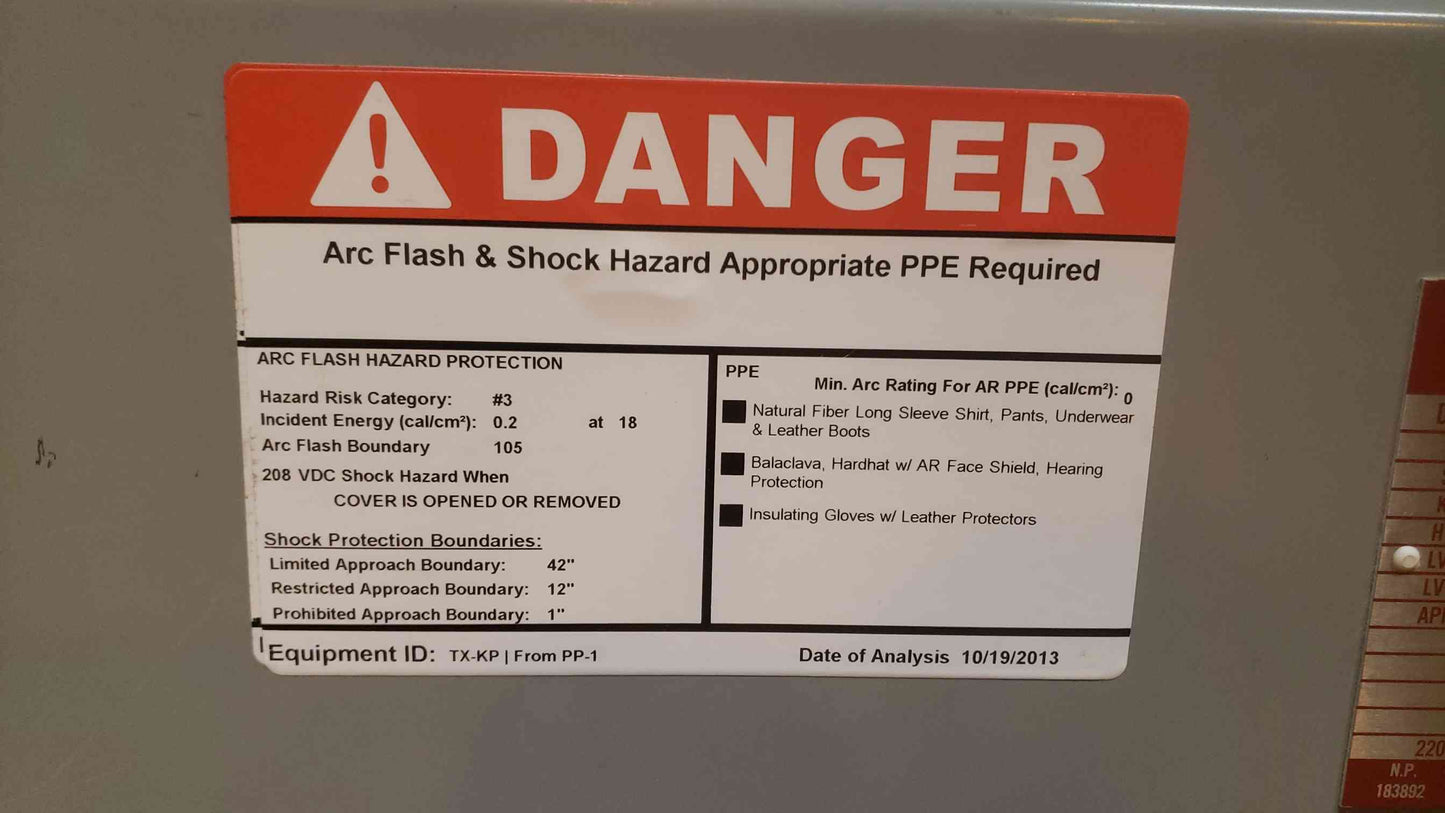 DANGER
Arc Flash & Shock Hazard Appropriate PPE Required
ARC FLASH HAZARD PROTECTION
Hazard Risk Category: #3
Incident Energy (cal/cm²): 0.2 at 18
Arc Flash Boundary 105
208 VDC Shock Hazard When
COVER IS OPENED OR REMOVED
Shock Protection Boundaries:
Limited Approach Boundary: 42"
Restricted Approach Boundary: 12"
Prohibited Approach Boundary: 1"
PPE
Min. Arc Rating For AR PPE (cal/cm²): 0
Natural Fiber Long Sleeve Shirt, Pants, Underwear
& Leather Boots
Balaclava, Hardhat w/ AR Face Shield, Hearing
Protection
Insulating Gloves w/ Leather Protectors
Equipment ID: TX-KP | From PP-1
Date of Analysis 10/19/2013
H
LV
LV
220
N.P.
183892